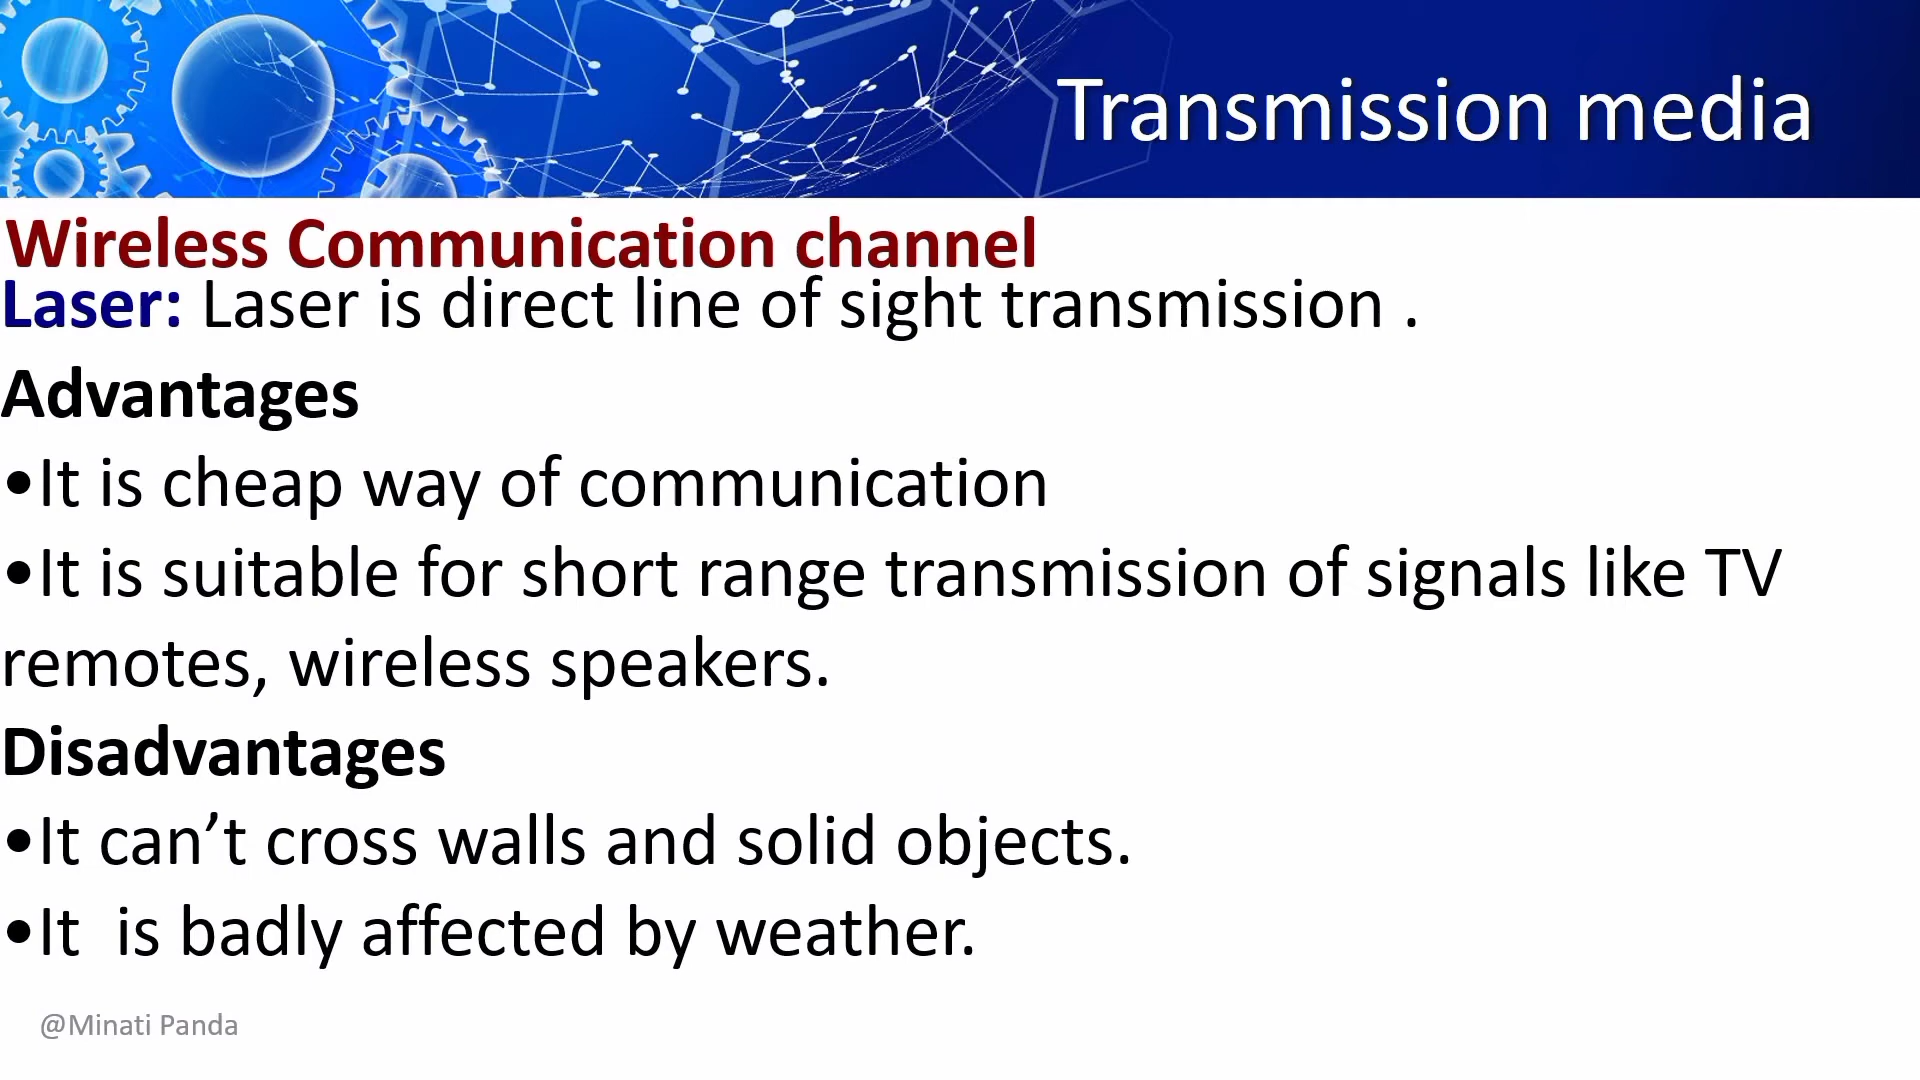 Transmission media
Wireless Communication channel
Laser: Laser is direct line of sight transmission .
Advantages
•It is cheap way of communication
•It is suitable for short range transmission of signals like TV
remotes, wireless speakers.
Disadvantages
•It can’t cross walls and solid objects.
•It  is badly affected by weather.
@Minati Panda